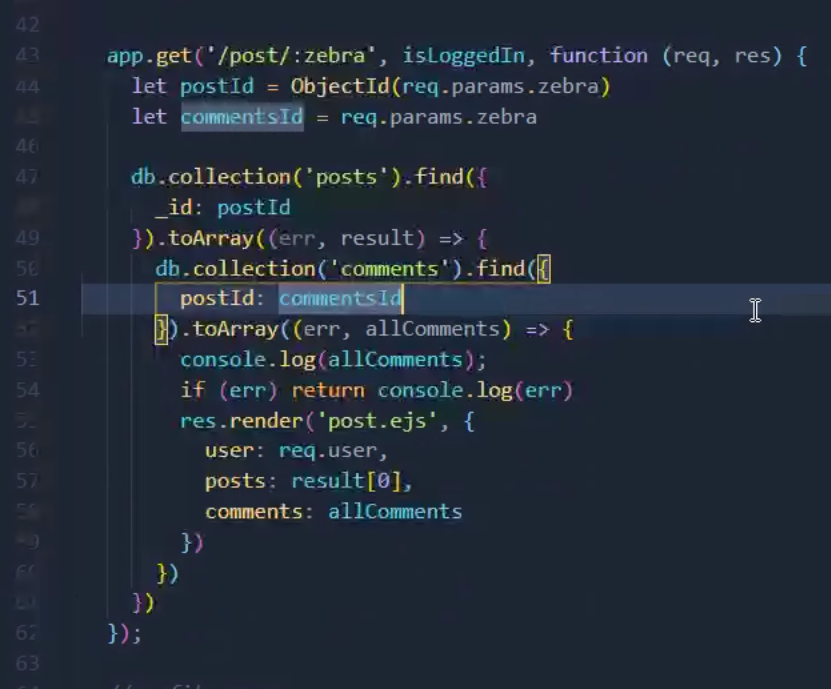 42
43 app.get('/post/:zebra', isLoggedIn, function (req, res) {
44 let postId = ObjectId(req.params.zebra)
45 let commentsId = req.params.zebra
46
47 db.collection('posts').find({
48 _id: postId
49 }).toArray((err, result) => {
50 db.collection('comments').find({
51 postId: commentsId
52 }).toArray((err, allComments) => {
53 console.log(allComments);
54 if (err) return console.log(err)
55 res.render('post.ejs', {
56 user: req.user,
57 posts: result[0],
58 comments: allComments
59 })
60 })
61 })
62 });
63